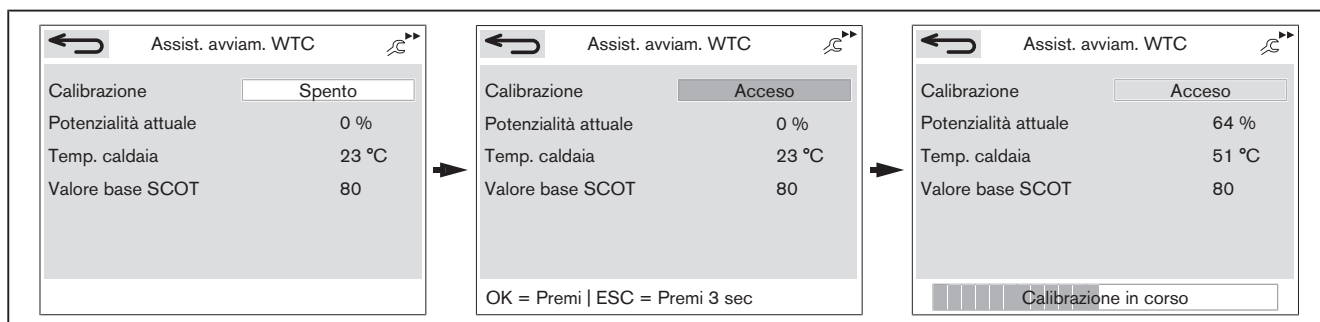 Assist. avviam. WTC
Calibrazione Spento
Potenzialità attuale 0 %
Temp. caldaia 23 °C
Valore base SCOT 80
Assist. avviam. WTC
Calibrazione Acceso
Potenzialità attuale 0 %
Temp. caldaia 23 °C
Valore base SCOT 80
OK = Premi | ESC = Premi 3 sec
Assist. avviam. WTC
Calibrazione Acceso
Potenzialità attuale 64 %
Temp. caldaia 51 °C
Valore base SCOT 80
Calibrazione in corso